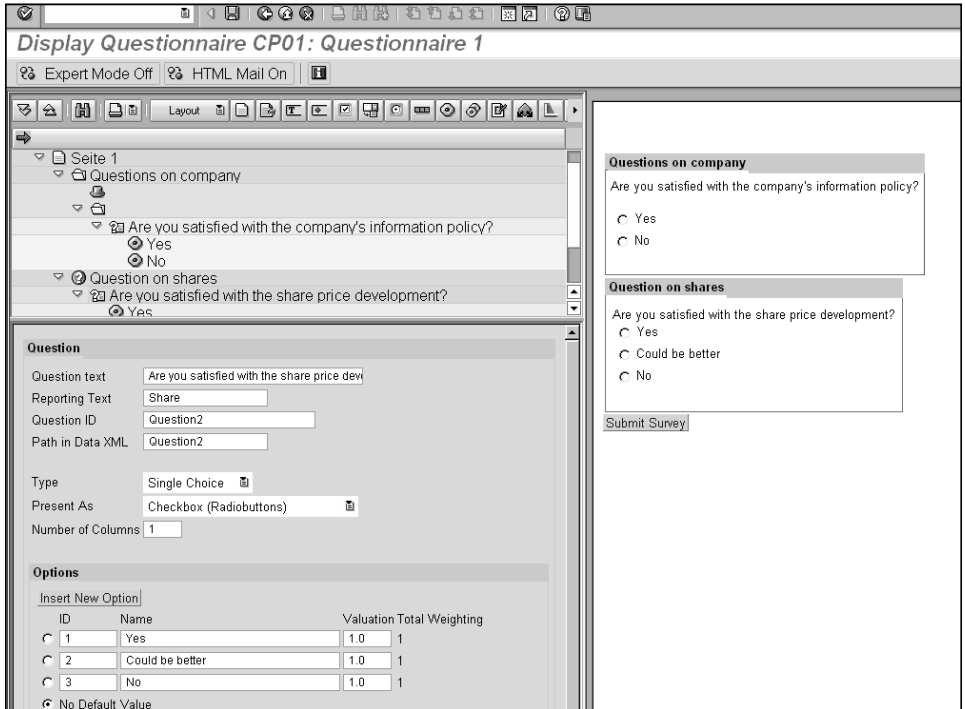 Display Questionnaire CP01: Questionnaire 1
Expert Mode Off HTML Mail On
Layout
Seite 1
Questions on company
Are you satisfied with the company's information policy?
Yes
No
Question on shares
Are you satisfied with the share price development?
Yes
Question
Question text Are you satisfied with the share price deve
Reporting Text Share
Question ID Question2
Path in Data XML Question2
Type Single Choice
Present As Checkbox (Radiobuttons)
Number of Columns 1
Options
Insert New Option
ID Name Valuation Total Weighting
1 Yes 1.0 1
2 Could be better 1.0 1
3 No 1.0 1
No Default Value
Questions on company
Are you satisfied with the company's information policy?
Yes
No
Question on shares
Are you satisfied with the share price development?
Yes
Could be better
No
Submit Survey